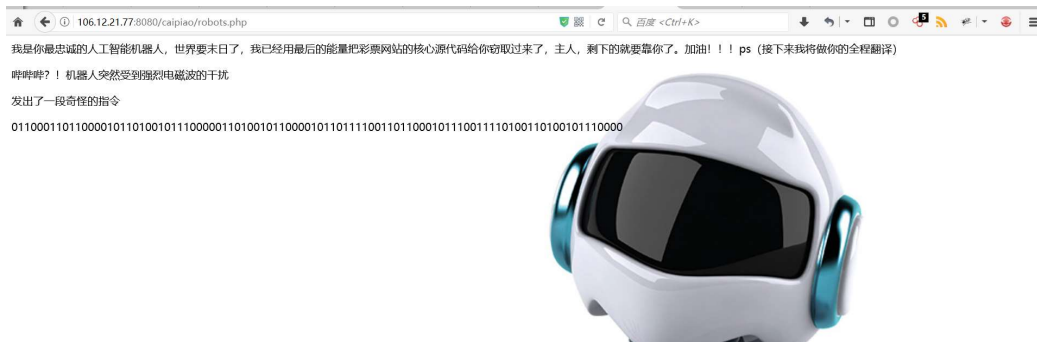 106.12.21.77:8080/caipiao/robots.php
百度 <Ctrl+K>
5
我是你最忠诚的人工智能机器人，世界要末日了，我已经用最后的能量把彩票网站的核心源代码给你窃取过来了，主人，剩下的就要靠你了。加油！！！ps（接下来我将做你的全程翻译）
哔哔哔？！机器人突然受到强烈电磁波的干扰
发出了一段奇怪的指令
011000110110000101101001011100000110100101100001011011110011011000101110011110100110100101110000